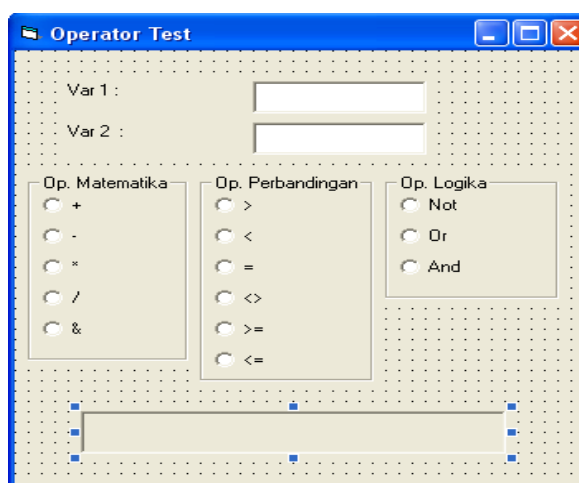 Operator Test
Var 1 :
Var 2 :
Op. Matematika
+
-
*
/
&
Op. Perbandingan
>
<
=
<>
>=
<=
Op. Logika
Not
Or
And